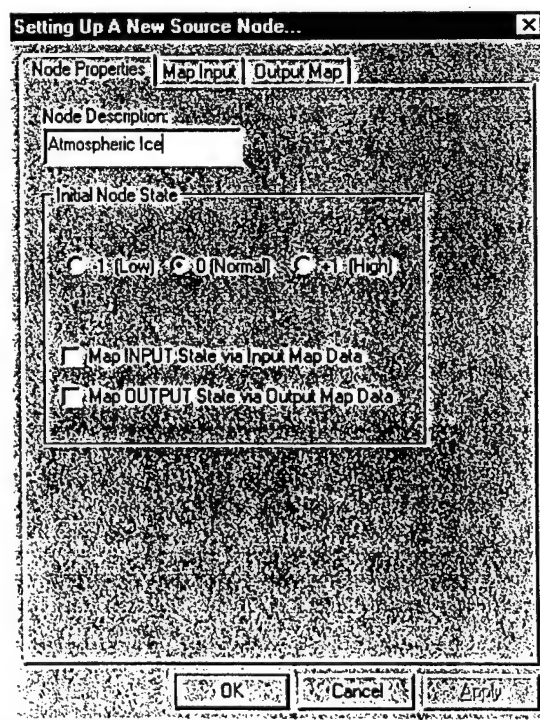 Setting Up A New Source Node...
Node Properties Map Input Output Map
Node Description:
Atmospheric Ice
Initial Node State
-1 (Low) 0 (Normal) +1 (High)
Map INPUT State via Input Map Data
Map OUTPUT State via Output Map Data
OK Cancel Apply